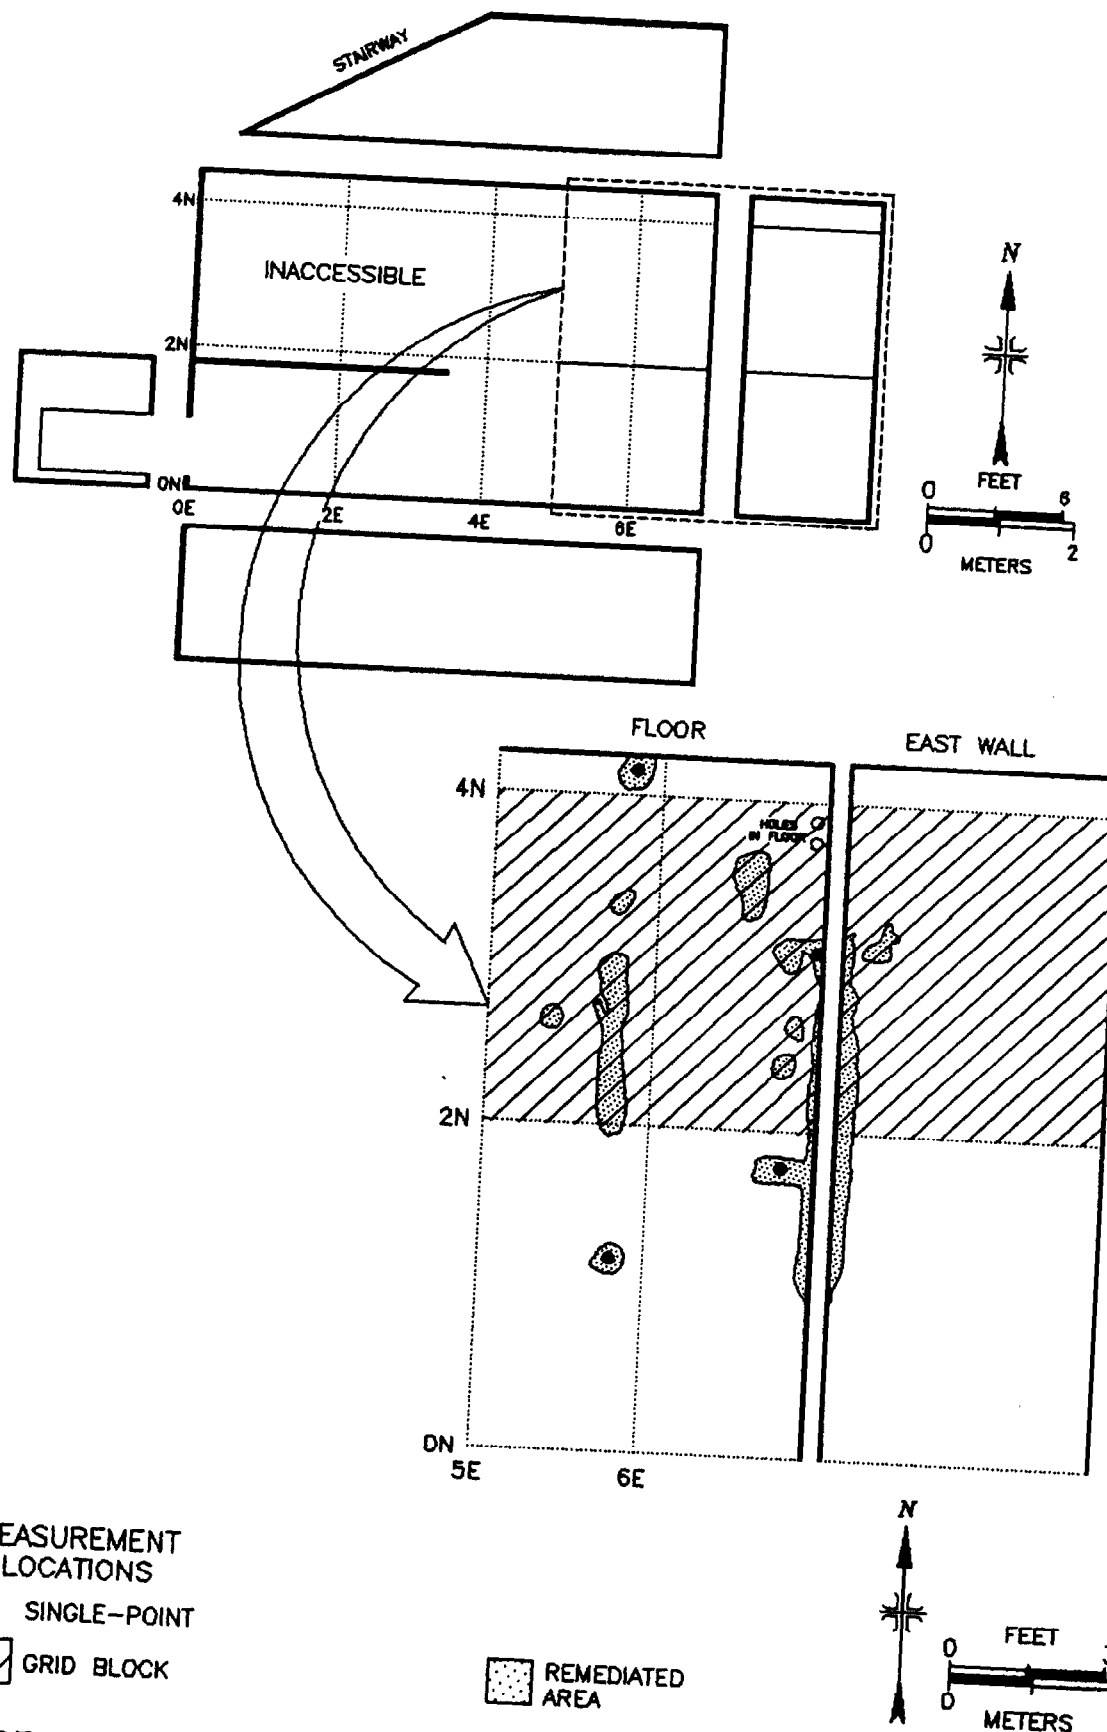 STAIRWAY
4N
INACCESSIBLE
2N
0N
0E
2E
4E
6E
N
FEET
0 6
0 2
METERS
FLOOR
EAST WALL
4N
HOLES
IN FLOOR
2N
0N
5E
6E
EASUREMENT
LOCATIONS
SINGLE-POINT
GRID BLOCK
REMEDIATED
AREA
N
FEET
0
0
METERS